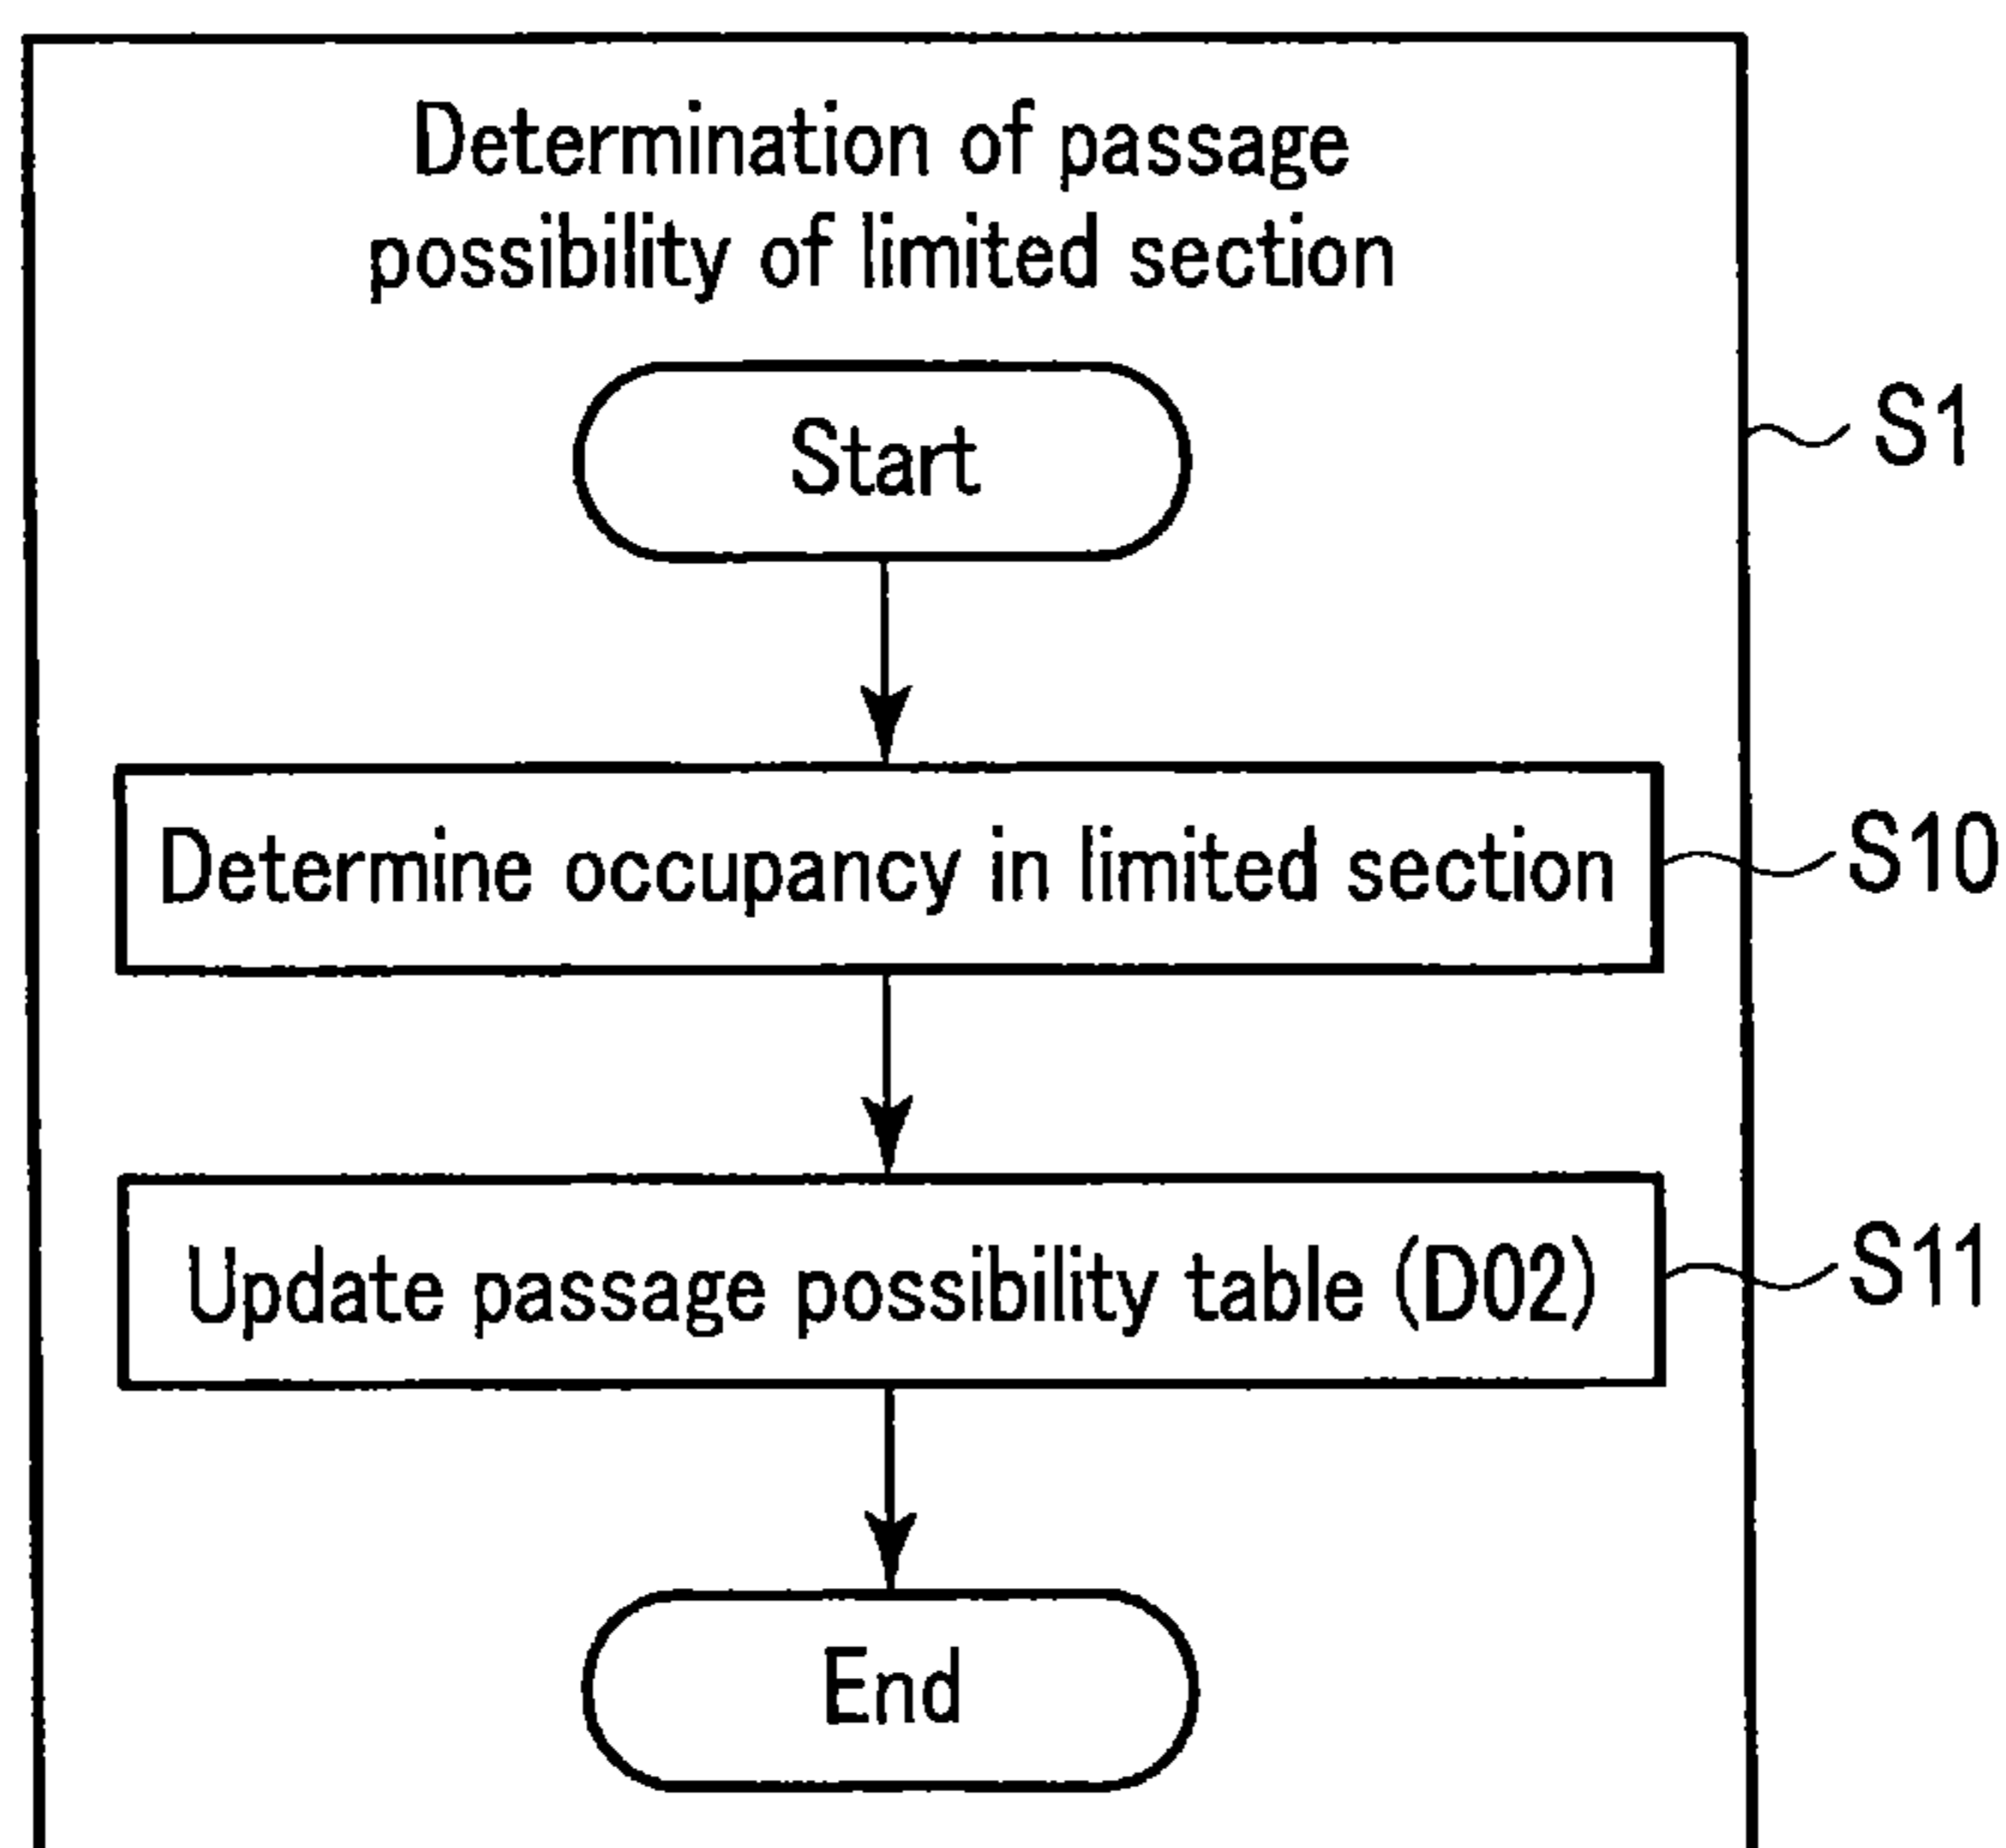 Determination of passage
possibility of limited section
Start
S1
Determine occupancy in limited section
S10
Update passage possibility table (D02)
S11
End